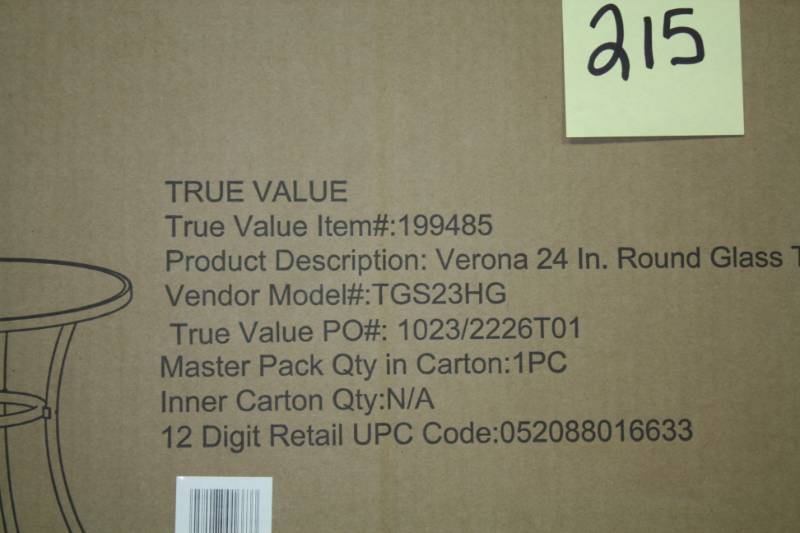 215
TRUE VALUE
True Value Item#:199485
Product Description: Verona 24 In. Round Glass
Vendor Model#:TGS23HG
True Value PO#: 1023/2226T01
Master Pack Qty in Carton:1PC
Inner Carton Qty:N/A
12 Digit Retail UPC Code:052088016633